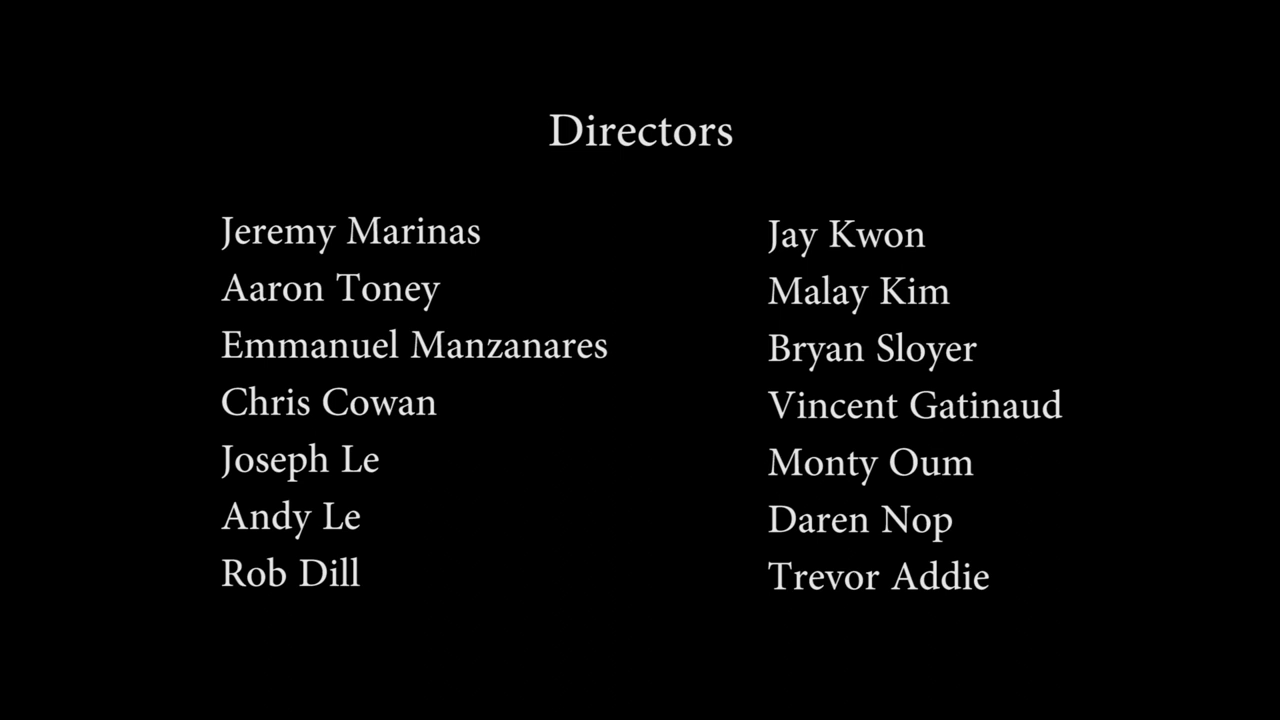 Directors
Jeremy Marinas
Aaron Toney
Emmanuel Manzanares
Chris Cowan
Joseph Le
Andy Le
Rob Dill
Jay Kwon
Malay Kim
Bryan Sloyer
Vincent Gatinaud
Monty Oum
Daren Nop
Trevor Addie